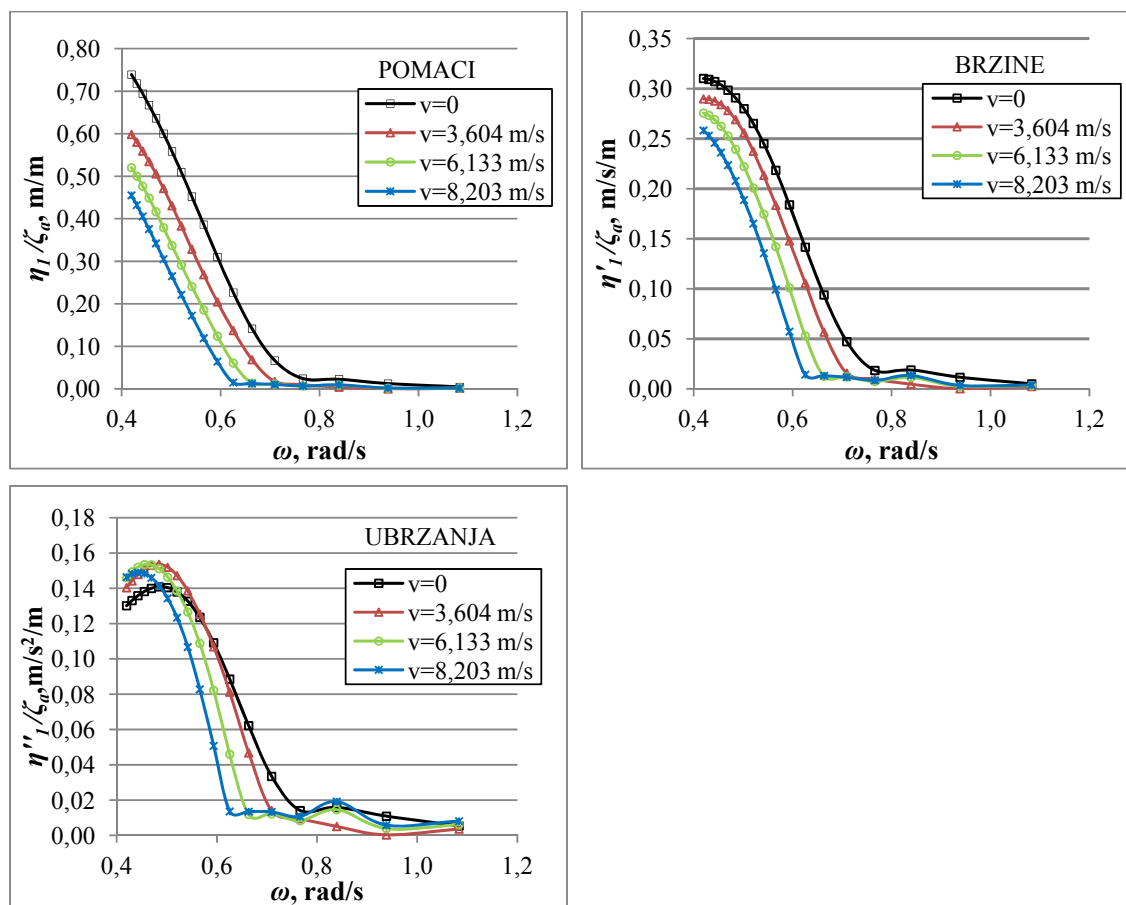 POMACI
v=0
v=3,604 m/s
v=6,133 m/s
v=8,203 m/s
η₁/ζₐ, m/m
0,80
0,70
0,60
0,50
0,40
0,30
0,20
0,10
0,00
0,4 0,6 0,8 1,0 1,2
ω, rad/s
BRZINE
v=0
v=3,604 m/s
v=6,133 m/s
v=8,203 m/s
η'₁/ζₐ, m/s/m
0,35
0,30
0,25
0,20
0,15
0,10
0,05
0,00
0,4 0,6 0,8 1,0 1,2
ω, rad/s
UBRZANJA
v=0
v=3,604 m/s
v=6,133 m/s
v=8,203 m/s
η''₁/ζₐ,m/s²/m
0,18
0,16
0,14
0,12
0,10
0,08
0,06
0,04
0,02
0,00
0,4 0,6 0,8 1,0 1,2
ω, rad/s